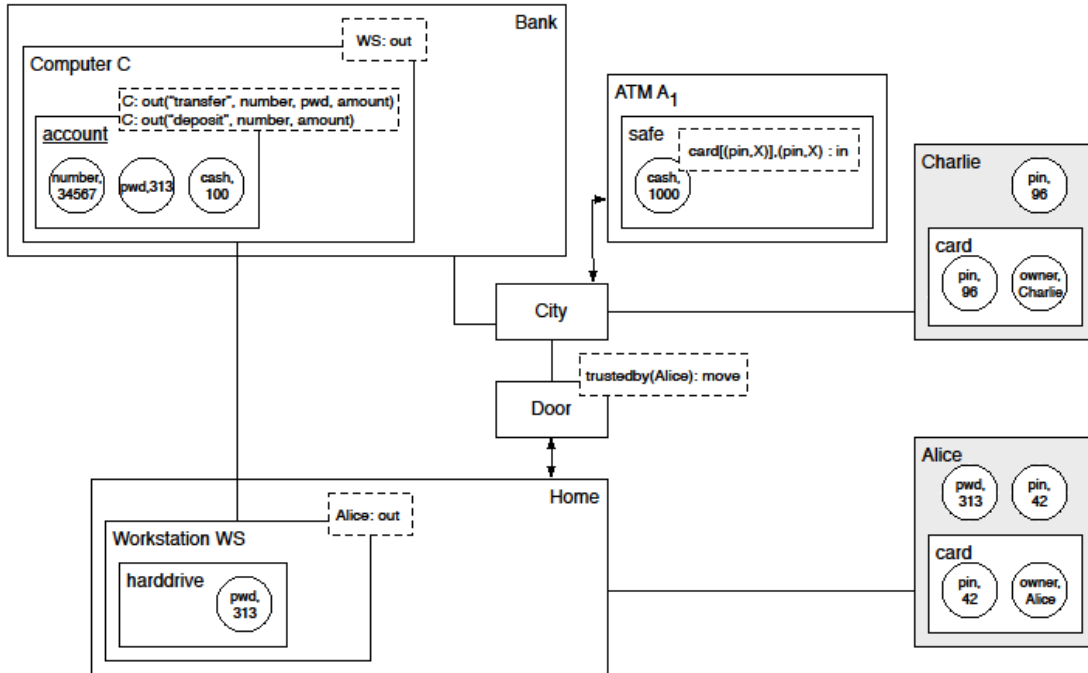 Bank
WS: out
Computer C
C: out("transfer", number, pwd, amount)
C: out("deposit", number, amount)
account
number,
34567
pwd,313
cash,
100
ATM A1
safe
card[(pin,X)],(pin,X) : in
cash,
1000
Charlie
pin,
96
card
pin,
96
owner,
Charlie
City
trustedby(Alice): move
Door
Home
Alice: out
Workstation WS
harddrive
pwd,
313
Alice
pwd,
313
pin,
42
card
pin,
42
owner,
Alice